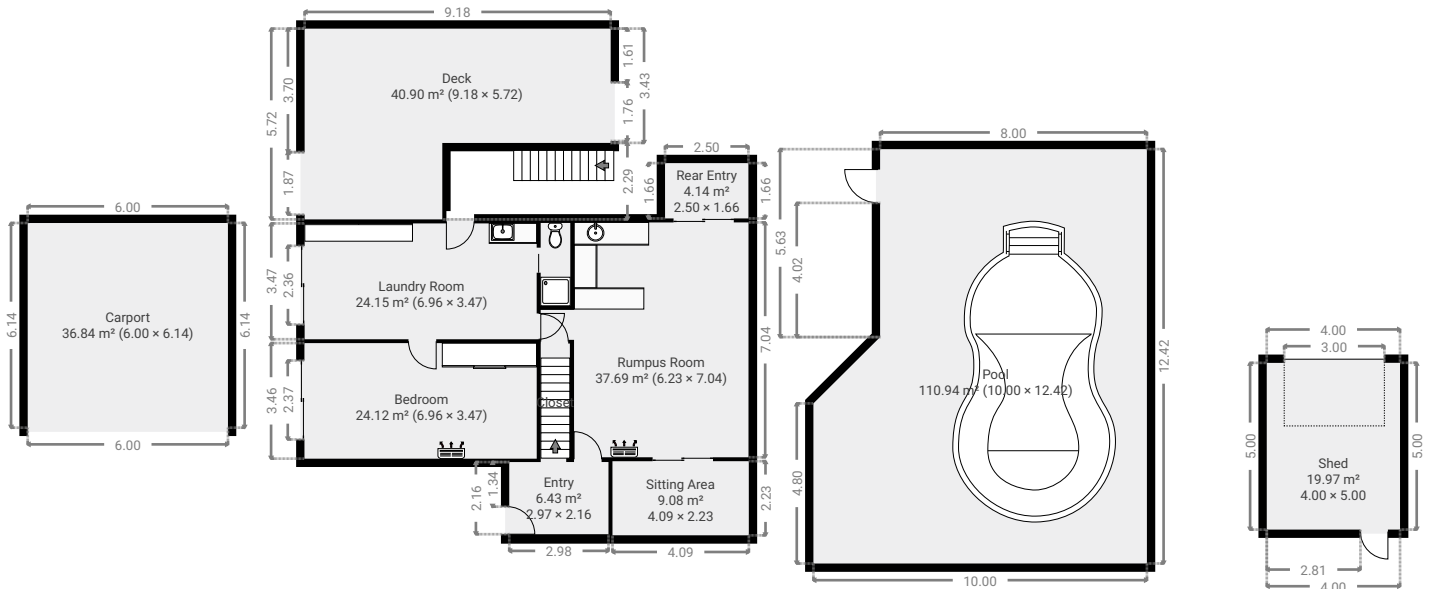 9.18
Deck
40.90 m² (9.18 × 5.72)
5.72
3.70
1.87
1.61
1.76
3.43
2.29
2.50
1.66
Rear Entry
4.14 m²
2.50 × 1.66
1.66
6.00
6.14
Carport
36.84 m² (6.00 × 6.14)
6.14
6.00
3.47
2.36
Laundry Room
24.15 m² (6.96 × 3.47)
3.46
2.37
Bedroom
24.12 m² (6.96 × 3.47)
Close
Rumpus Room
37.69 m² (6.23 × 7.04)
7.04
2.16
1.34
Entry
6.43 m²
2.97 × 2.16
2.98
Sitting Area
9.08 m²
4.09 × 2.23
2.23
4.09
8.00
5.63
4.02
4.80
Pool
110.94 m² (10.00 × 12.42)
12.42
10.00
4.00
3.00
5.00
Shed
19.97 m²
4.00 × 5.00
5.00
2.81
4.00